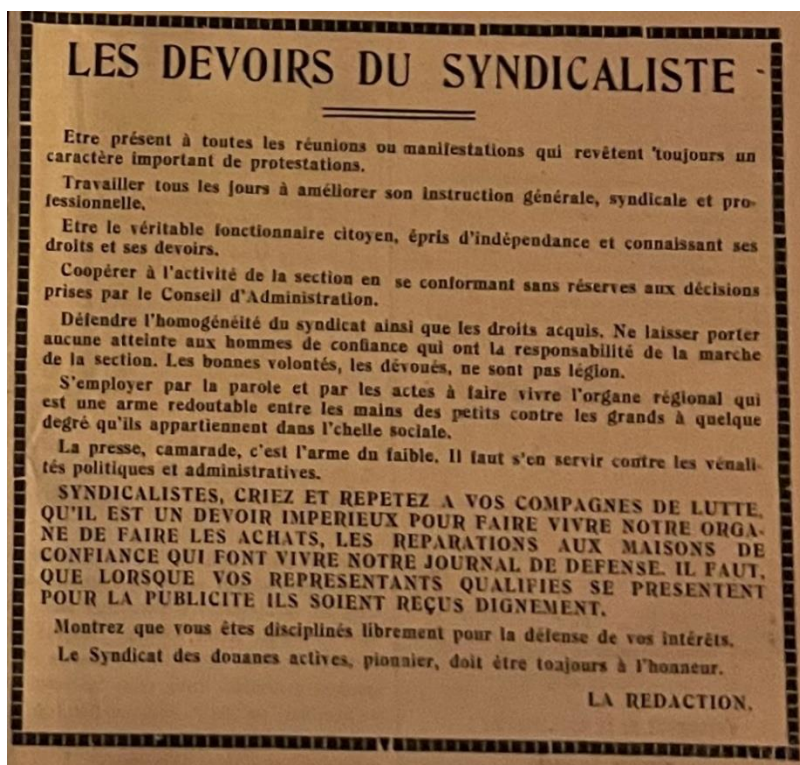 LES DEVOIRS DU SYNDICALISTE
Etre présent à toutes les réunions ou manifestations qui revêtent toujours un
caractère important de protestations.
Travailler tous les jours à améliorer son instruction générale, syndicale et pro-
fessionnelle.
Etre le véritable fonctionnaire citoyen, épris d'indépendance et connaissant ses
droits et ses devoirs.
Coopérer à l'activité de la section en se conformant sans réserves aux décisions
prises par le Conseil d'Administration.
Défendre l'homogénéité du syndicat ainsi que les droits acquis. Ne laisser porter
aucune atteinte aux hommes de confiance qui ont la responsabilité de la marche
de la section. Les bonnes volontés, les dévoués, ne sont pas légion.
S'employer par la parole et par les actes à faire vivre l'organe régional qui
est une arme redoutable entre les mains des petits contre les grands à quelque
degré qu'ils appartiennent dans l'chelle sociale.
La presse, camarade, c'est l'arme du faible. Il faut s'en servir contre les vénali-
tés politiques et administratives.
SYNDICALISTES, CRIEZ ET REPETEZ A VOS COMPAGNES DE LUTTE,
QU'IL EST UN DEVOIR IMPERIEUX POUR FAIRE VIVRE NOTRE ORGA-
NE DE FAIRE LES ACHATS, LES REPARATIONS AUX MAISONS DE
CONFIANCE QUI FONT VIVRE NOTRE JOURNAL DE DEFENSE. IL FAUT,
QUE LORSQUE VOS REPRESENTANTS QUALIFIES SE PRESENTENT
POUR LA PUBLICITE ILS SOIENT REÇUS DIGNEMENT.
Montrez que vous êtes disciplinés librement pour la défense de vos intérêts.
Le Syndicat des douanes actives, pionnier, doit être toajours à l'honneur.
LA REDACTION.